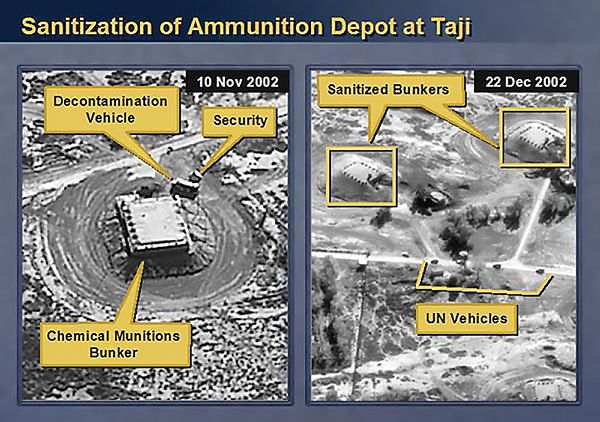 Sanitization of Ammunition Depot at Taji
10 Nov 2002
Decontamination
Vehicle
Security
Chemical Munitions
Bunker
22 Dec 2002
Sanitized Bunkers
UN Vehicles